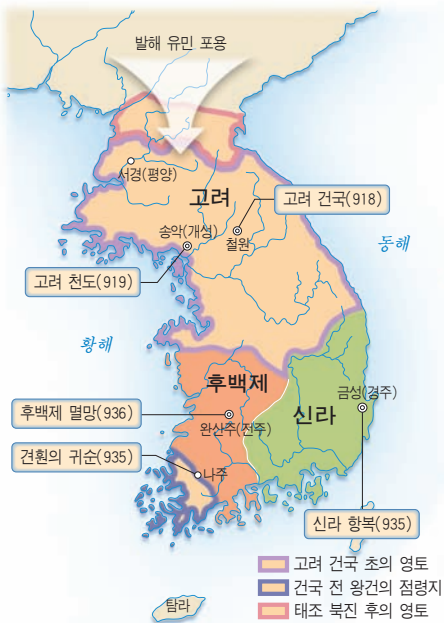 발해 유민 포용
서경(평양)
고려
고려 건국(918)
송악(개성)
철원
동해
고려 천도(919)
황해
후백제
금성(경주)
신라
후백제 멸망(936)
완산주(전주)
견훤의 귀순(935)
나주
신라 항복(935)
고려 건국 초의 영토
건국 전 왕건의 점령지
탐라
태조 북진 후의 영토